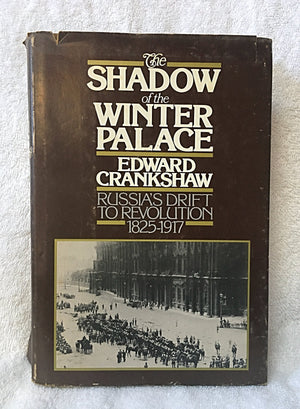 The
SHADOW
of the
WINTER
PALACE
EDWARD
CRANKSHAW
RUSSIA'S DRIFT
TO REVOLUTION
1825-1917